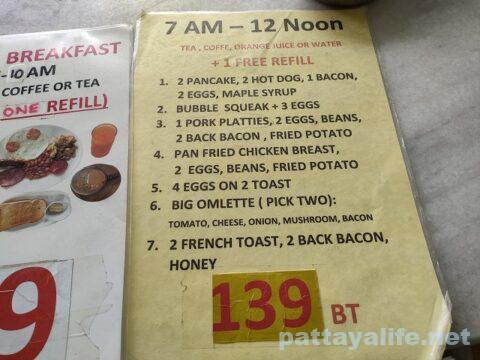 BREAKFAST
-10 AM
COFFEE OR TEA
ONE REFILL)
9
7 AM – 12 Noon
TEA , COFFE, ORANGE JUICE OR WATER
+ 1 FREE REFILL
1. 2 PANCAKE, 2 HOT DOG, 1 BACON,
2 EGGS, MAPLE SYRUP
2. BUBBLE SQUEAK + 3 EGGS
3. 1 PORK PLATTIES, 2 EGGS, BEANS,
2 BACK BACON , FRIED POTATO
4. PAN FRIED CHICKEN BREAST,
2 EGGS, BEANS, FRIED POTATO
5. 4 EGGS ON 2 TOAST
6. BIG OMLETTE ( PICK TWO):
TOMATO, CHEESE, ONION, MUSHROOM, BACON
7. 2 FRENCH TOAST, 2 BACK BACON,
HONEY
139 BT
pattayalife.net